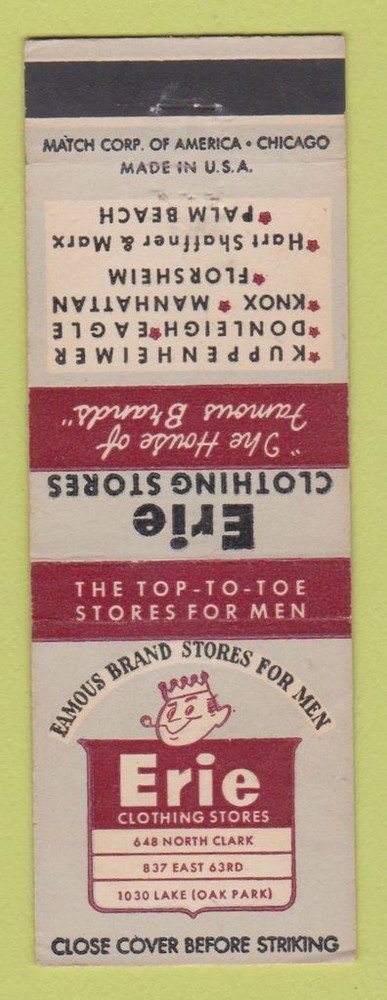 MATCH CORP. OF AMERICA • CHICAGO
MADE IN U.S.A.
Erie
CLOTHING STORES
"The House of
Famous Brands"
*KUPPENHEIMER
*DONLEIGH*EAGLE
*KNOX *MANHATTAN
*FLORSHEIM
*Hart Shaffner & Marx
*PALM BEACH
THE TOP-TO-TOE
STORES FOR MEN
FAMOUS BRAND STORES FOR MEN
Erie
CLOTHING STORES
648 NORTH CLARK
837 EAST 63RD
1030 LAKE (OAK PARK)
CLOSE COVER BEFORE STRIKING